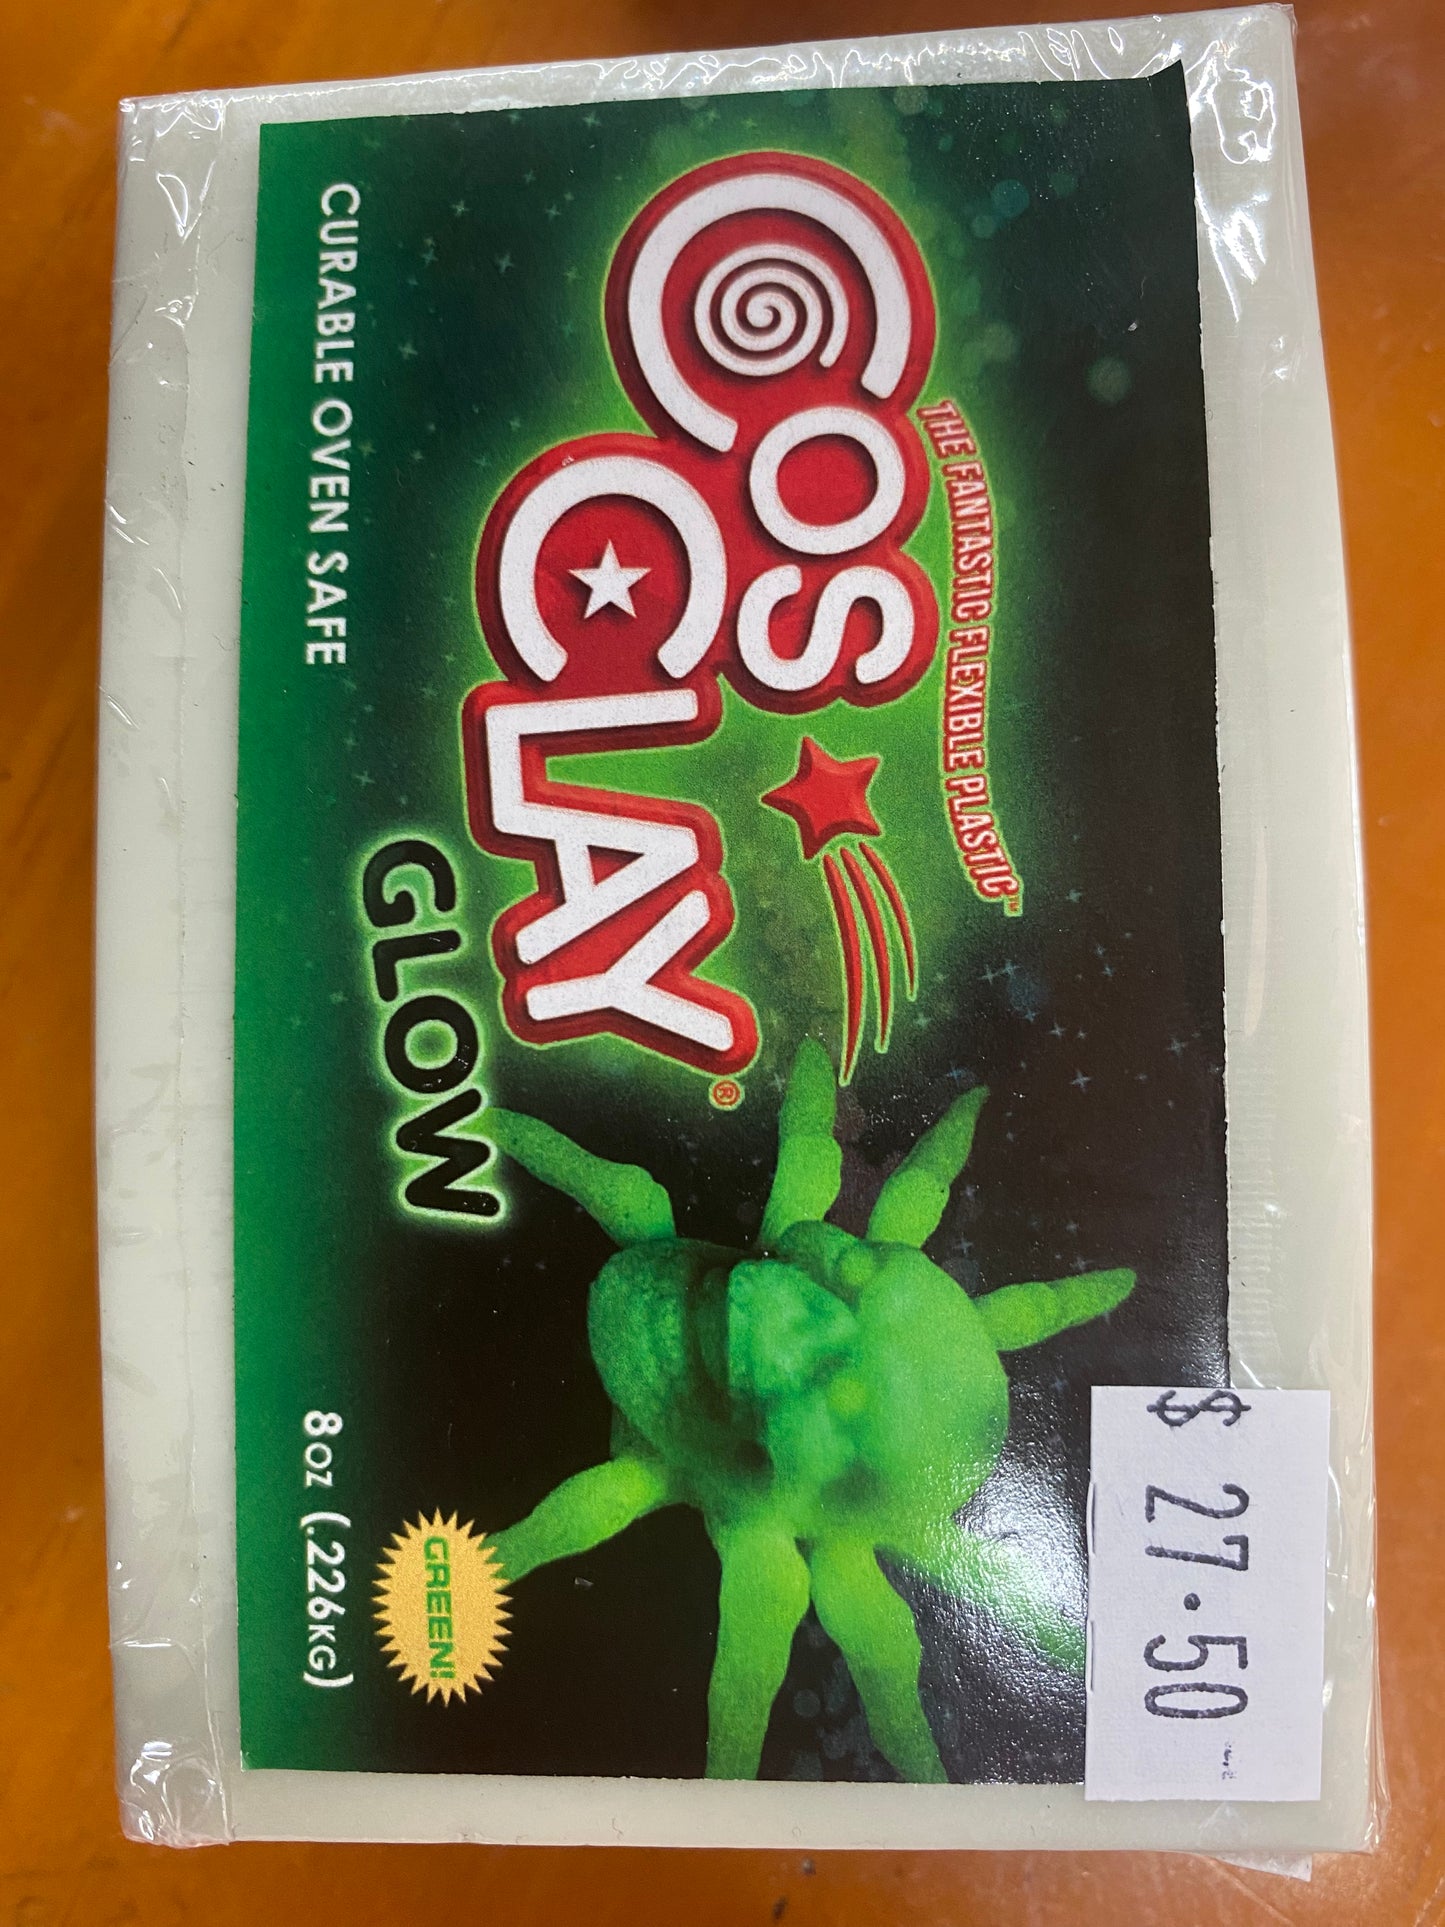 THE FANTASTIC FLEXIBLE PLASTIC™
COS
CLAY®
GLOW
GREEN!
CURABLE OVEN SAFE
8OZ (.226KG)
$ 27.50